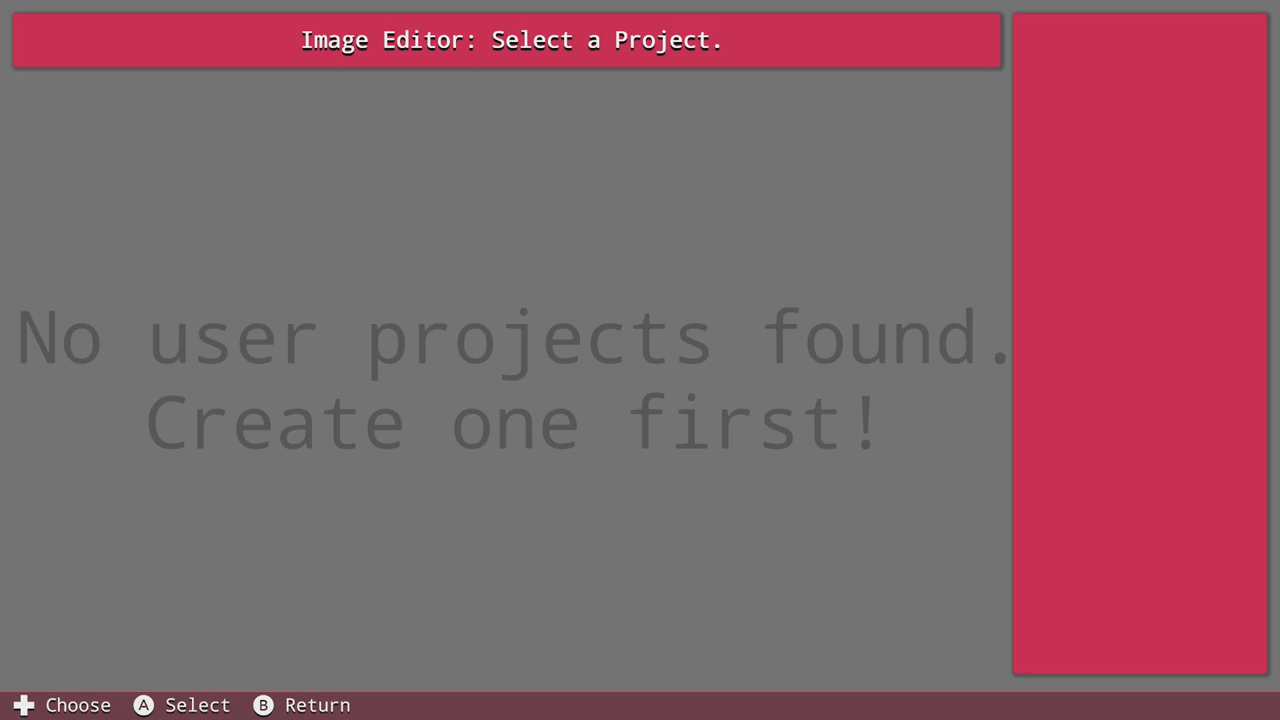 Image Editor: Select a Project.
No user projects found.
Create one first!
Choose A Select B Return